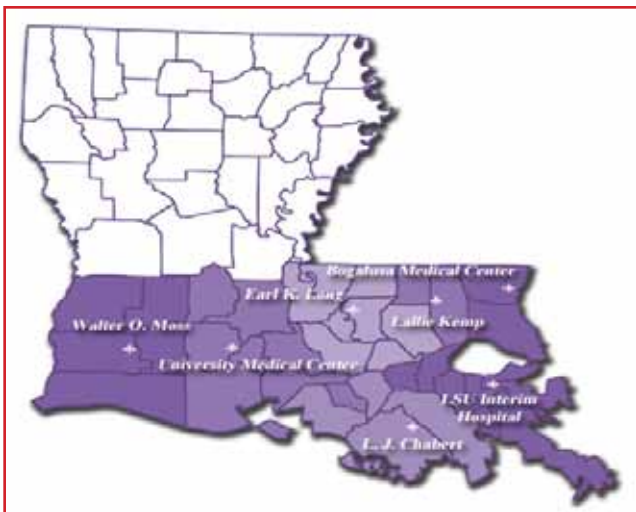 Bogalusa Medical Center
Earl K. Long
Lallie Kemp
Walter O. Moss
University Medical Center
LSU Interim
Hospital
L. J. Chabert